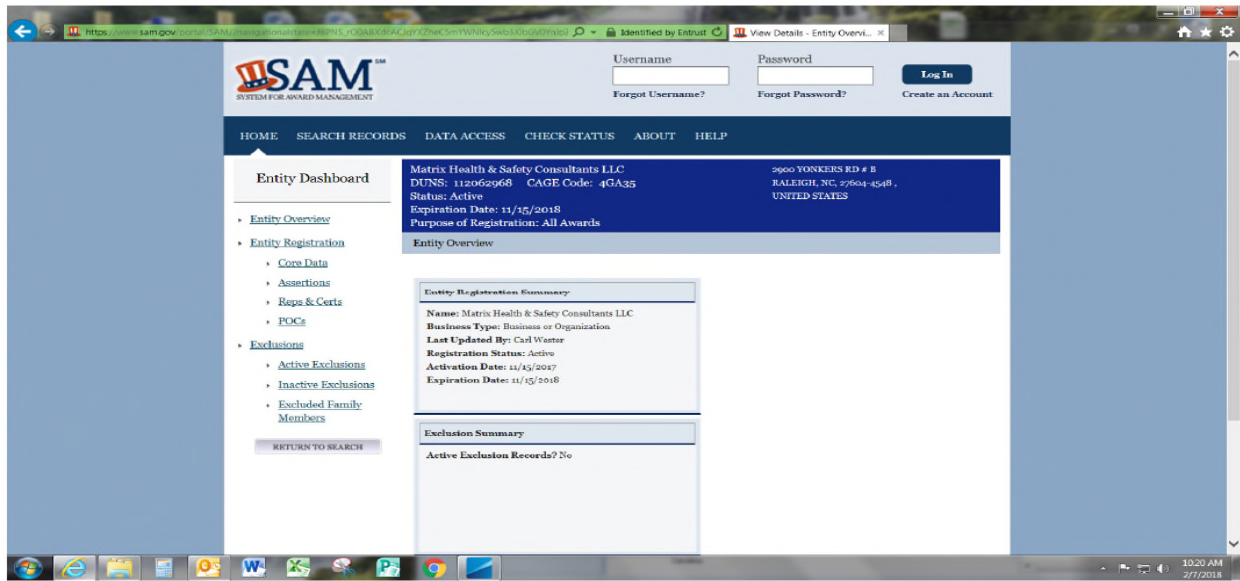 https://www.sam.gov/portal/SAM/
Identified by Entrust
View Details - Entity Overvi...
SAM℠
SYSTEM FOR AWARD MANAGEMENT
Username
Password
Log In
Forgot Username?
Forgot Password?
Create an Account
HOME SEARCH RECORDS DATA ACCESS CHECK STATUS ABOUT HELP
Entity Dashboard
Entity Overview
Entity Registration
Core Data
Assertions
Reps & Certs
POCs
Exclusions
Active Exclusions
Inactive Exclusions
Excluded Family
Members
RETURN TO SEARCH
Matrix Health & Safety Consultants LLC
DUNS: 112062968 CAGE Code: 4GA35
Status: Active
Expiration Date: 11/15/2018
Purpose of Registration: All Awards
2900 YONKERS RD # B
RALEIGH, NC, 27604-4548 ,
UNITED STATES
Entity Overview
Entity Registration Summary
Name: Matrix Health & Safety Consultants LLC
Business Type: Business or Organization
Last Updated By: Carl Wester
Registration Status: Active
Activation Date: 11/15/2017
Expiration Date: 11/15/2018
Exclusion Summary
Active Exclusion Records? No
10:20 AM
2/7/2018